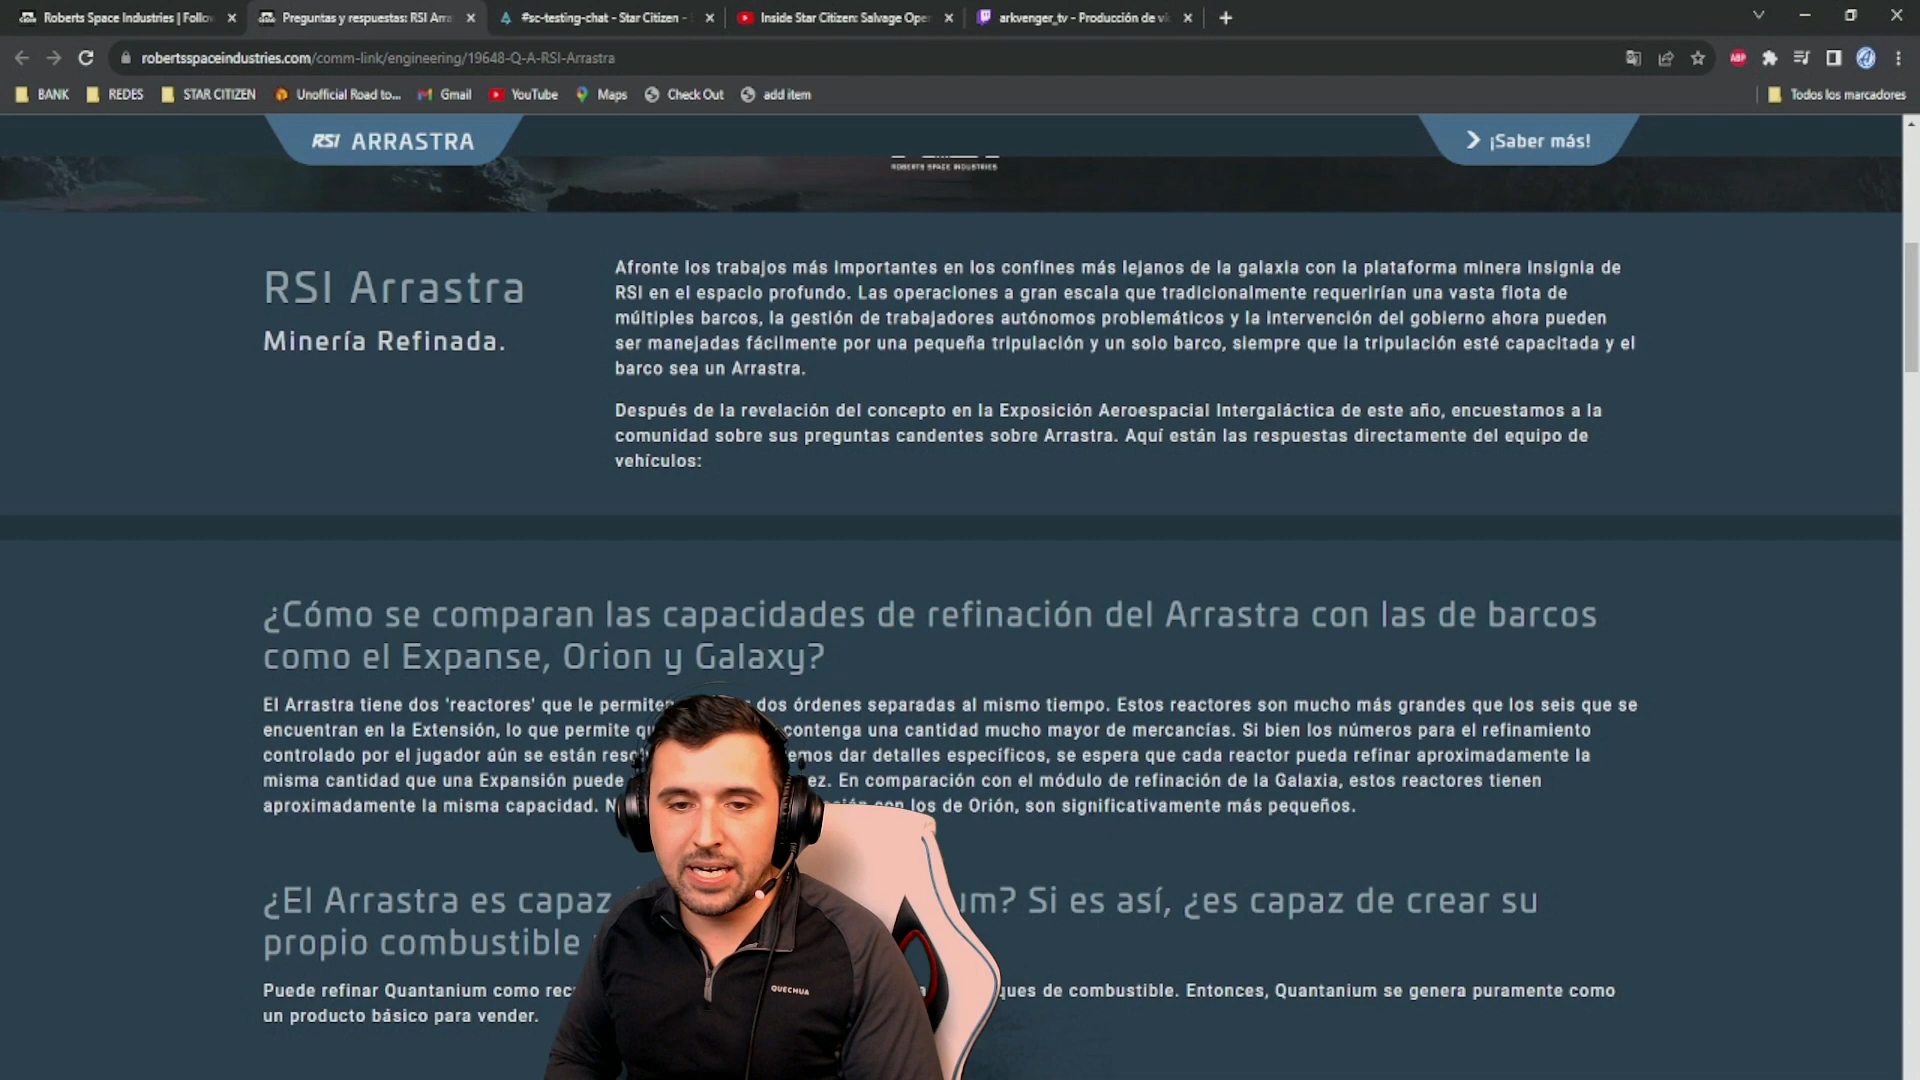 Roberts Space Industries | Follo
Preguntas y respuestas: RSI Arra
#sc-testing-chat - Star Citizen -
Inside Star Citizen: Salvage Oper
arkvenger_tv - Producción de ví
robertsspaceindustries.com/comm-link/engineering/19648-Q-A-RSI-Arrastra
ABP
BANK
REDES
STAR CITIZEN
Unofficial Road to...
Gmail
YouTube
Maps
Check Out
add item
Todos los marcadores
RSI ARRASTRA
¡Saber más!
ROBERTS SPACE INDUSTRIES
RSI Arrastra
Minería Refinada.
Afronte los trabajos más importantes en los confines más lejanos de la galaxia con la plataforma minera insignia de
RSI en el espacio profundo. Las operaciones a gran escala que tradicionalmente requerirían una vasta flota de
múltiples barcos, la gestión de trabajadores autónomos problemáticos y la intervención del gobierno ahora pueden
ser manejadas fácilmente por una pequeña tripulación y un solo barco, siempre que la tripulación esté capacitada y el
barco sea un Arrastra.
Después de la revelación del concepto en la Exposición Aeroespacial Intergaláctica de este año, encuestamos a la
comunidad sobre sus preguntas candentes sobre Arrastra. Aquí están las respuestas directamente del equipo de
vehículos:
¿Cómo se comparan las capacidades de refinación del Arrastra con las de barcos
como el Expanse, Orion y Galaxy?
El Arrastra tiene dos 'reactores' que le permiten dos órdenes separadas al mismo tiempo. Estos reactores son mucho más grandes que los seis que se
encuentran en la Extensión, lo que permite contenga una cantidad mucho mayor de mercancías. Si bien los números para el refinamiento
controlado por el jugador aún se están dar detalles específicos, se espera que cada reactor pueda refinar aproximadamente la
misma cantidad que una Expansión puede En comparación con el módulo de refinación de la Galaxia, estos reactores tienen
aproximadamente la misma capacidad. con los de Orión, son significativamente más pequeños.
¿El Arrastra es capaz um? Si es así, ¿es capaz de crear su
propio combustible
Puede refinar Quantanium como ques de combustible. Entonces, Quantanium se genera puramente como
un producto básico para vender.
QUECHUA